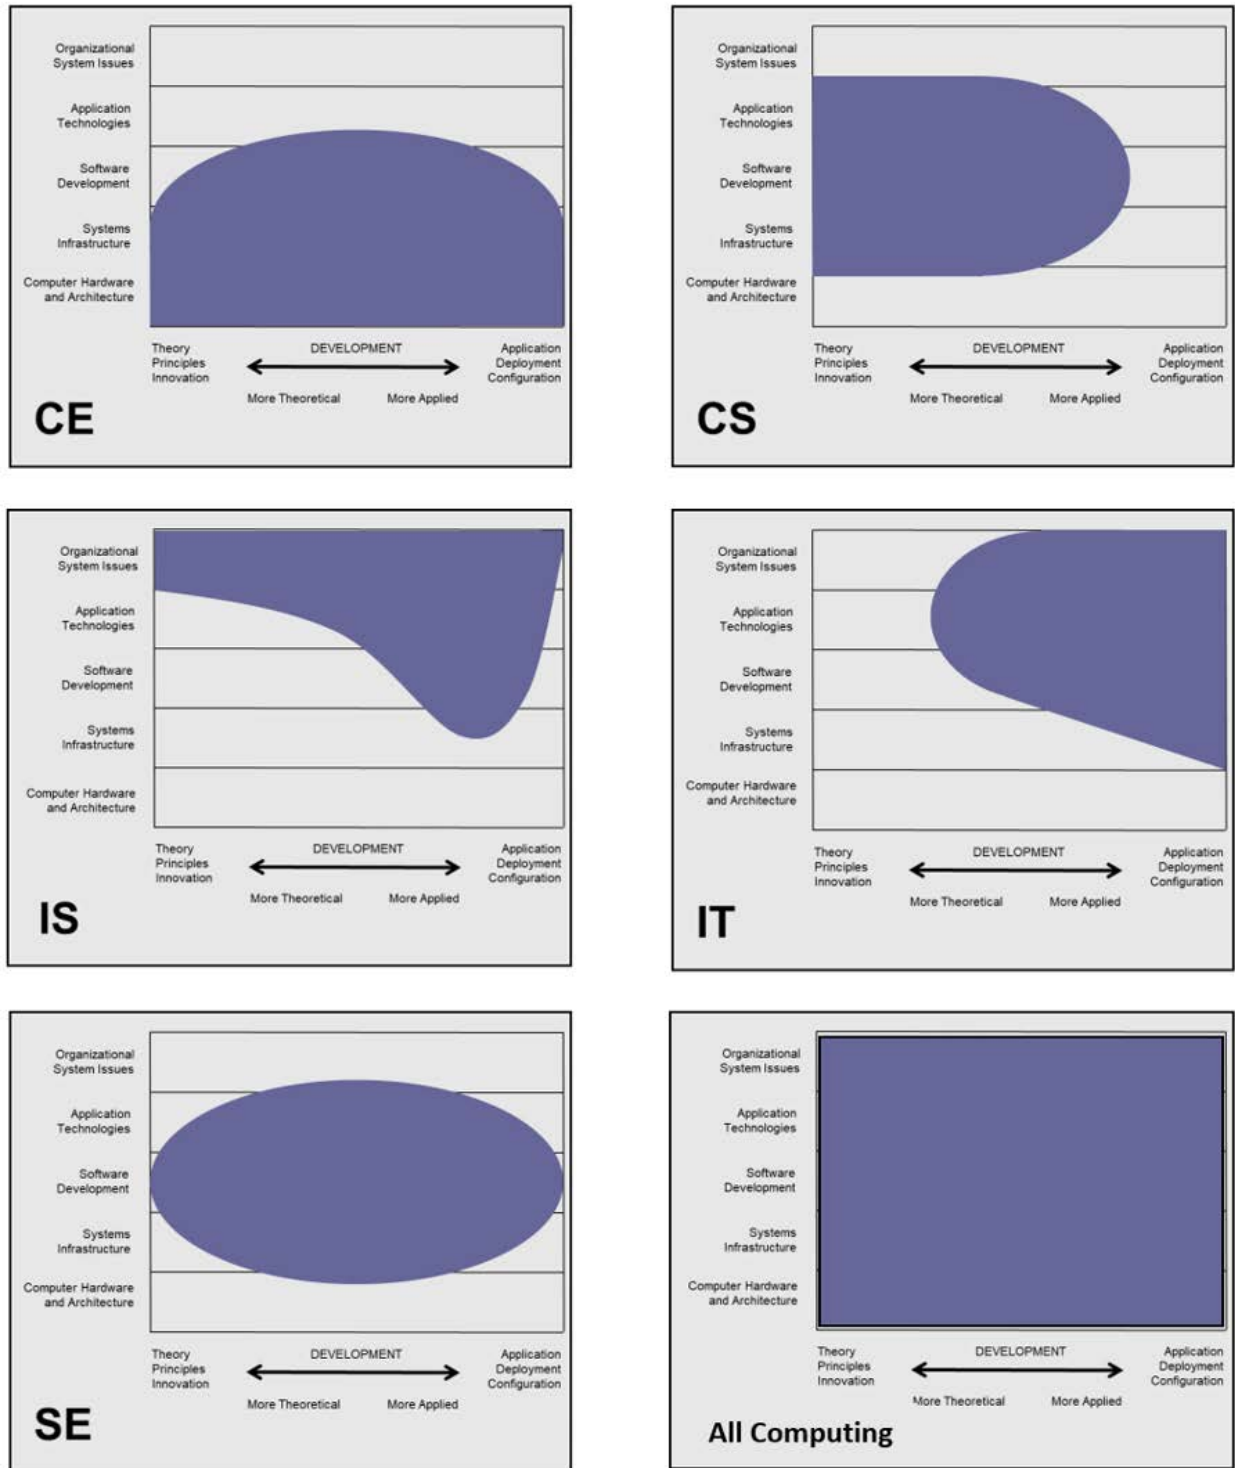 Organizational
System Issues
Application
Technologies
Software
Development
Systems
Infrastructure
Computer Hardware
and Architecture
Theory
Principles
Innovation
DEVELOPMENT
Application
Deployment
Configuration
More Theoretical
More Applied
CE
Organizational
System Issues
Application
Technologies
Software
Development
Systems
Infrastructure
Computer Hardware
and Architecture
Theory
Principles
Innovation
DEVELOPMENT
Application
Deployment
Configuration
More Theoretical
More Applied
CS
Organizational
System Issues
Application
Technologies
Software
Development
Systems
Infrastructure
Computer Hardware
and Architecture
Theory
Principles
Innovation
DEVELOPMENT
Application
Deployment
Configuration
More Theoretical
More Applied
IS
Organizational
System Issues
Application
Technologies
Software
Development
Systems
Infrastructure
Computer Hardware
and Architecture
Theory
Principles
Innovation
DEVELOPMENT
Application
Deployment
Configuration
More Theoretical
More Applied
IT
Organizational
System Issues
Application
Technologies
Software
Development
Systems
Infrastructure
Computer Hardware
and Architecture
Theory
Principles
Innovation
DEVELOPMENT
Application
Deployment
Configuration
More Theoretical
More Applied
SE
Organizational
System Issues
Application
Technologies
Software
Development
Systems
Infrastructure
Computer Hardware
and Architecture
Theory
Principles
Innovation
DEVELOPMENT
Application
Deployment
Configuration
More Theoretical
More Applied
All Computing